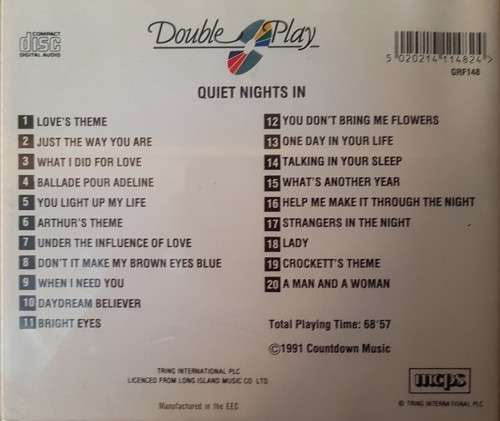 COMPACT
disc
DIGITAL AUDIO
Double Play
5 020214 114824 >
GRF148
QUIET NIGHTS IN
1 LOVE'S THEME
2 JUST THE WAY YOU ARE
3 WHAT I DID FOR LOVE
4 BALLADE POUR ADELINE
5 YOU LIGHT UP MY LIFE
6 ARTHUR'S THEME
7 UNDER THE INFLUENCE OF LOVE
8 DON'T IT MAKE MY BROWN EYES BLUE
9 WHEN I NEED YOU
10 DAYDREAM BELIEVER
11 BRIGHT EYES
12 YOU DON'T BRING ME FLOWERS
13 ONE DAY IN YOUR LIFE
14 TALKING IN YOUR SLEEP
15 WHAT'S ANOTHER YEAR
16 HELP ME MAKE IT THROUGH THE NIGHT
17 STRANGERS IN THE NIGHT
18 LADY
19 CROCKETT'S THEME
20 A MAN AND A WOMAN
Total Playing Time: 68'57
©1991 Countdown Music
TRING INTERNATIONAL PLC
LICENCED FROM LONG ISLAND MUSIC CO LTD
Manufactured in the EEC
mcps
© TRING INTERNATIONAL PLC